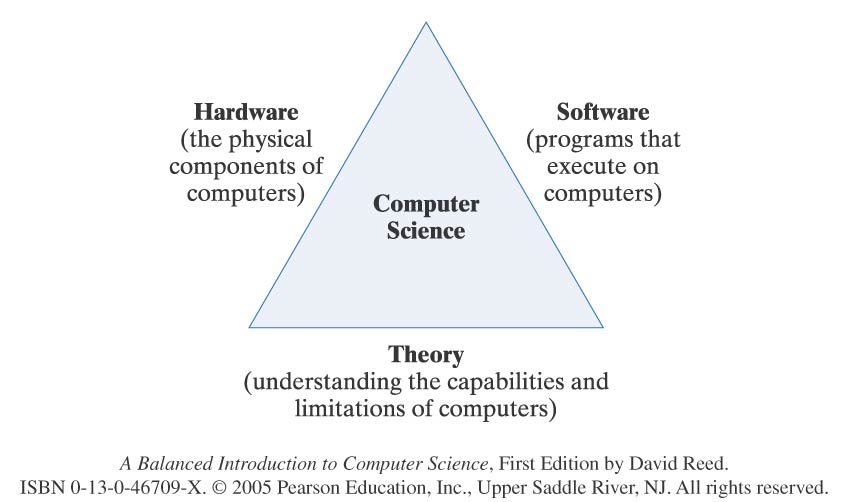 Hardware
(the physical
components of
computers)
Software
(programs that
execute on
computers)
Computer
Science
Theory
(understanding the capabilities and
limitations of computers)
A Balanced Introduction to Computer Science, First Edition by David Reed.
ISBN 0-13-0-46709-X. © 2005 Pearson Education, Inc., Upper Saddle River, NJ. All rights reserved.